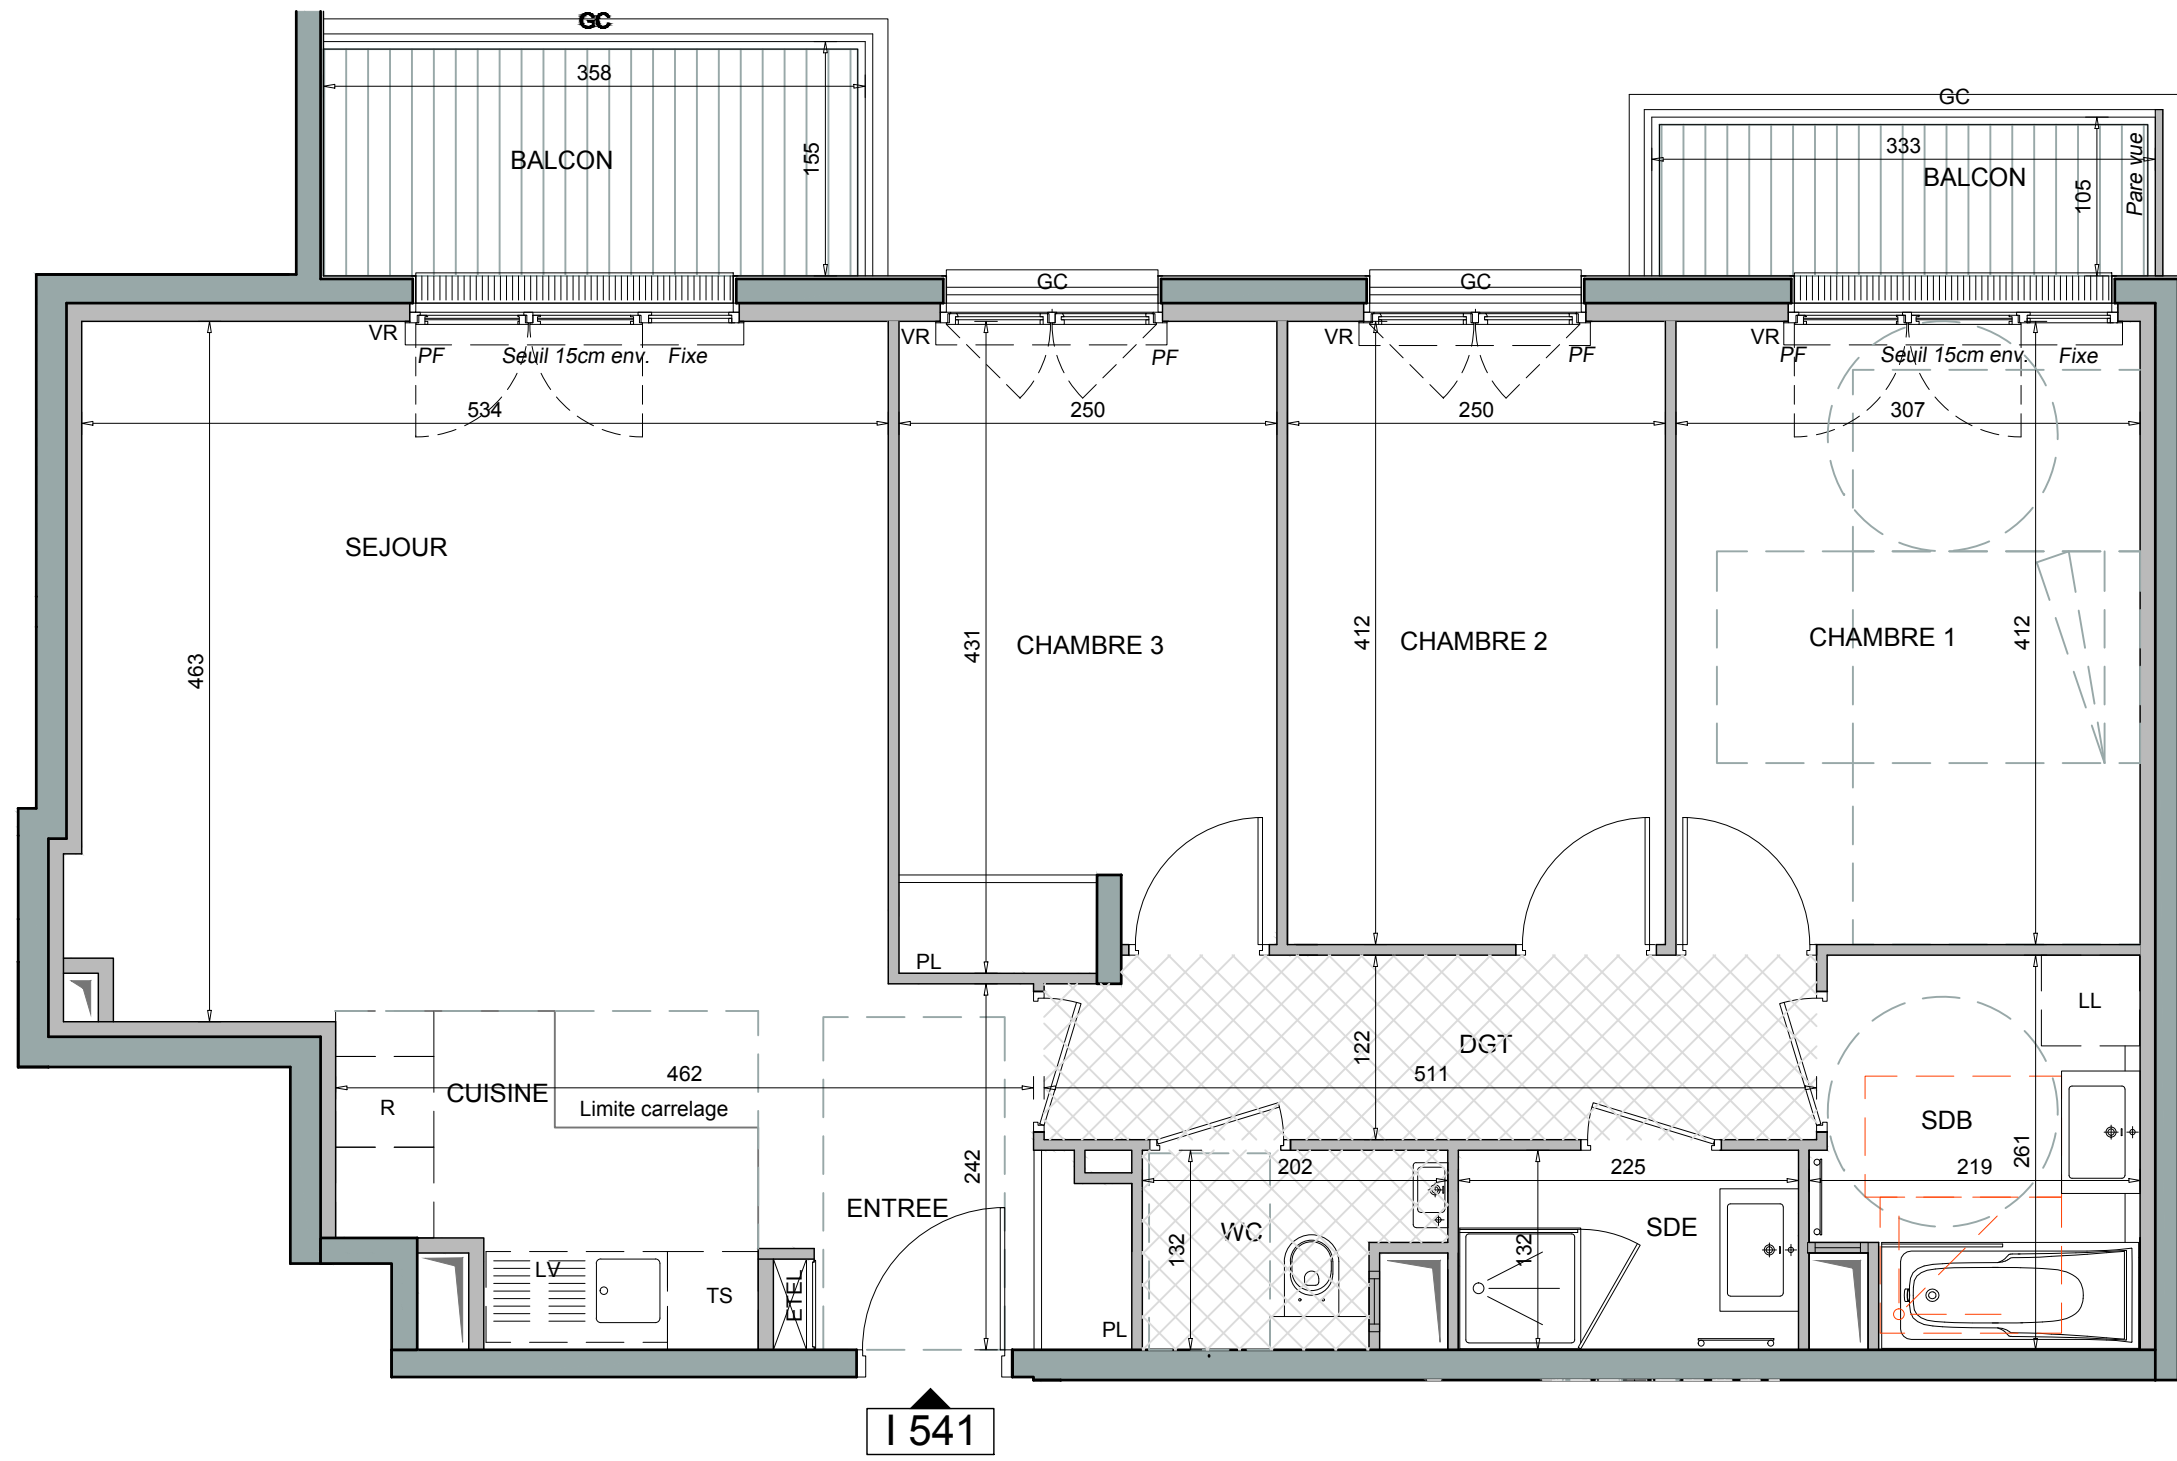 GC
358
BALCON
155
GC
333
BALCON
105
Pare vue
GC
GC
VR
PF
Seuil 15cm env.
Fixe
VR
PF
VR
PF
VR
PF
Seuil 15cm env.
Fixe
534
250
250
307
SEJOUR
463
431
CHAMBRE 3
412
CHAMBRE 2
CHAMBRE 1
412
PL
LL
122
DGT
462
511
CUISINE
R
Limite carrelage
SDB
261
242
202
225
219
ENTREE
WC
132
132
SDE
LV
TS
ETEL
PL
I 541